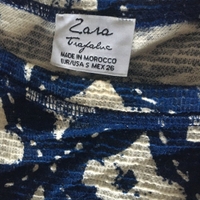 Zara
Trafaluc
MADE IN MOROCCO
EUR/USA S MEX 26